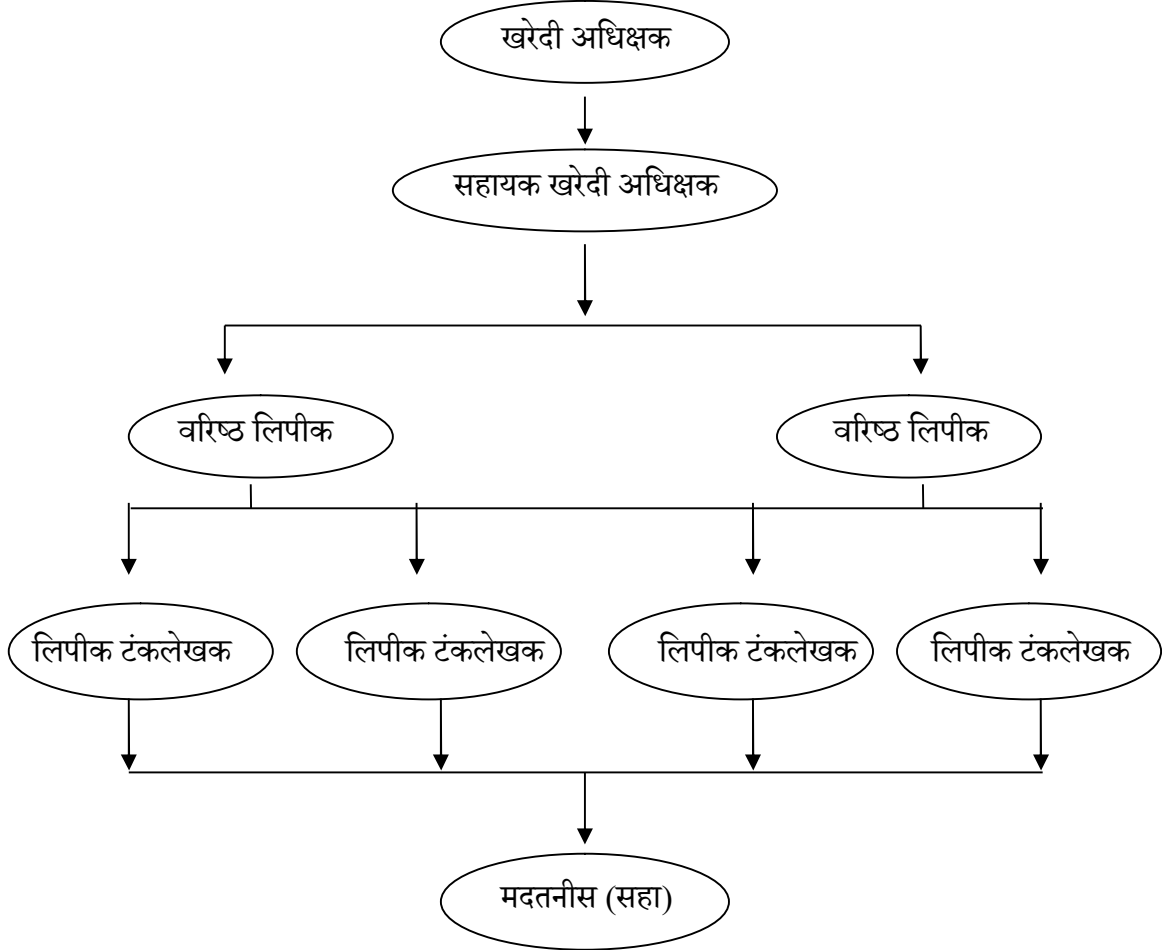 खरेदी अधिक्षक
सहायक खरेदी अधिक्षक
वरिष्ठ लिपीक
वरिष्ठ लिपीक
लिपीक टंकलेखक
लिपीक टंकलेखक
लिपीक टंकलेखक
लिपीक टंकलेखक
मदतनीस (सहा)